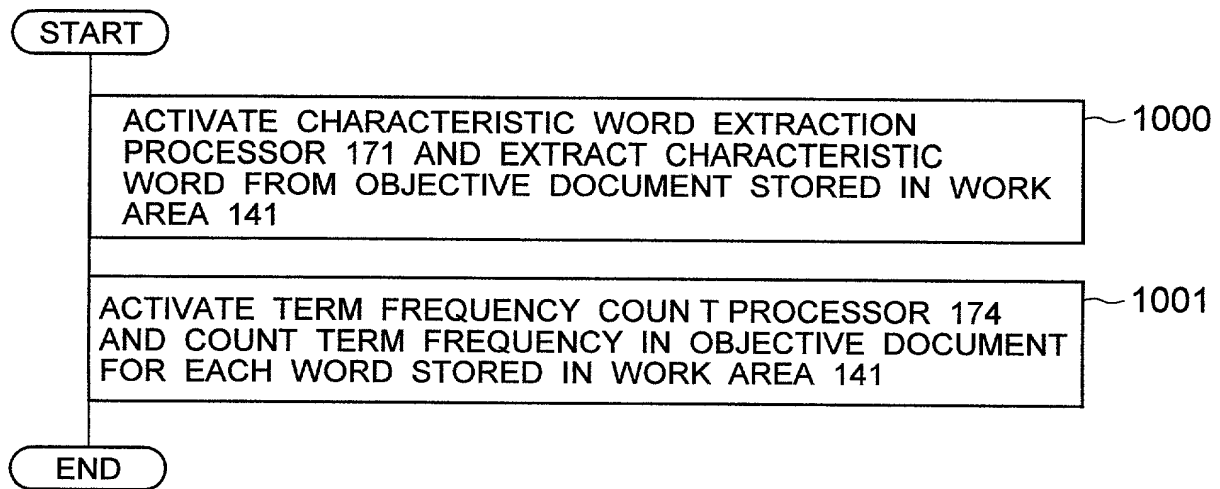 START
ACTIVATE CHARACTERISTIC WORD EXTRACTION
PROCESSOR 171 AND EXTRACT CHARACTERISTIC
WORD FROM OBJECTIVE DOCUMENT STORED IN WORK
AREA 141
1000
ACTIVATE TERM FREQUENCY COUN T PROCESSOR 174
AND COUNT TERM FREQUENCY IN OBJECTIVE DOCUMENT
FOR EACH WORD STORED IN WORK AREA 141
1001
END